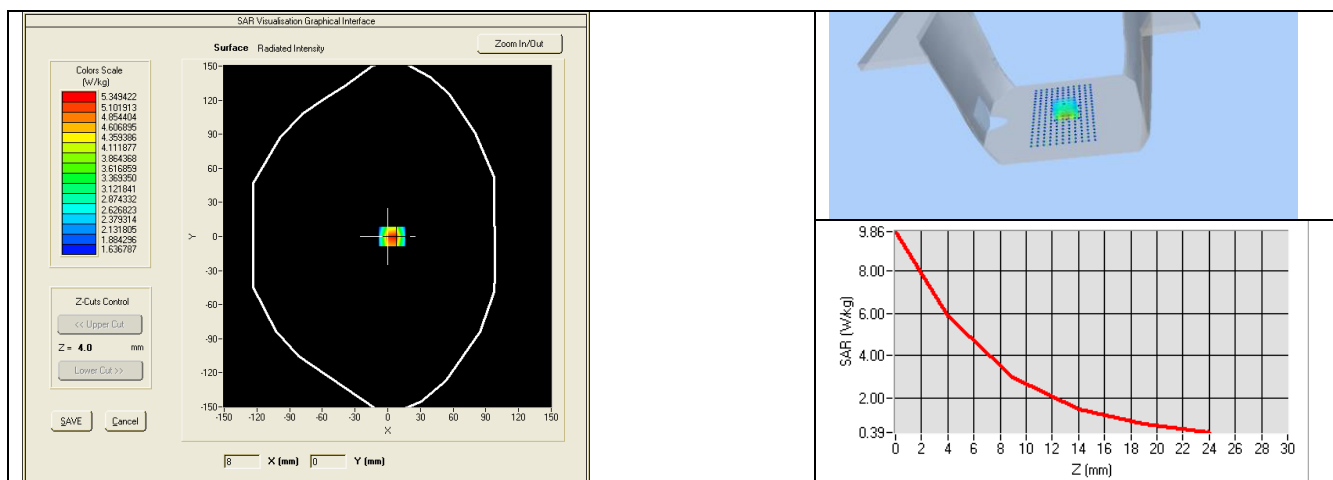 SAR Visualisation Graphical Interface
Surface Radiated Intensity
Zoom In/Out
Colors Scale
(W/kg)
5.349422
5.101913
4.854404
4.606895
4.359386
4.111877
3.864368
3.616859
3.369350
3.121841
2.874332
2.626823
2.379314
2.131805
1.884296
1.636787
Z-Cuts Control
<< Upper Cut
Z = 4.0 mm
Lower Cut >>
SAVE Cancel
150-
120-
90-
60-
30-
Y 0-
-30-
-60-
-90-
-120-
-150-
-150 -120 -90 -60 -30 0 30 60 90 120 150
X
8 X (mm) 0 Y (mm)
9.86-
8.00-
6.00-
4.00-
2.00-
0.39-
SAR (W/kg)
0 2 4 6 8 10 12 14 16 18 20 22 24 26 28 30
Z (mm)